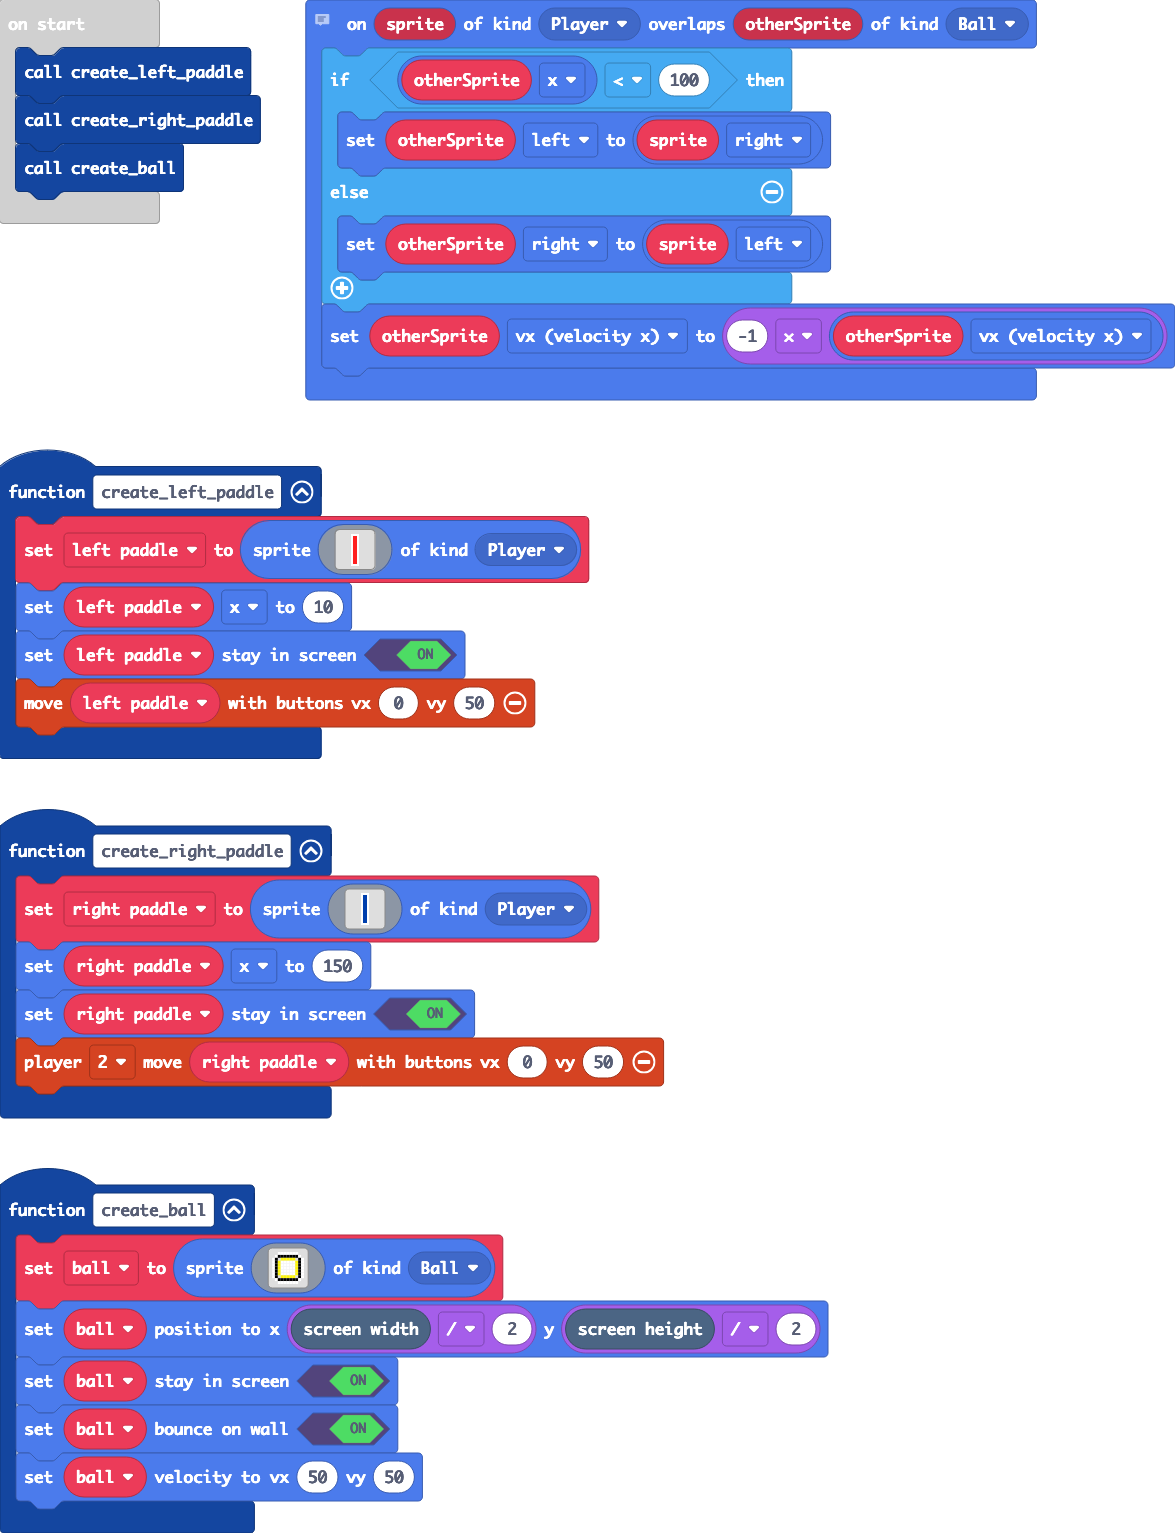 on start
call create_left_paddle
call create_right_paddle
call create_ball
on sprite of kind Player overlaps otherSprite of kind Ball
if otherSprite x < 100 then
set otherSprite left to sprite right
else
set otherSprite right to sprite left
set otherSprite vx (velocity x) to -1 x otherSprite vx (velocity x)
function create_left_paddle
set left paddle to sprite of kind Player
set left paddle x to 10
set left paddle stay in screen ON
move left paddle with buttons vx 0 vy 50
function create_right_paddle
set right paddle to sprite of kind Player
set right paddle x to 150
set right paddle stay in screen ON
player 2 move right paddle with buttons vx 0 vy 50
function create_ball
set ball to sprite of kind Ball
set ball position to x screen width / 2 y screen height / 2
set ball stay in screen ON
set ball bounce on wall ON
set ball velocity to vx 50 vy 50